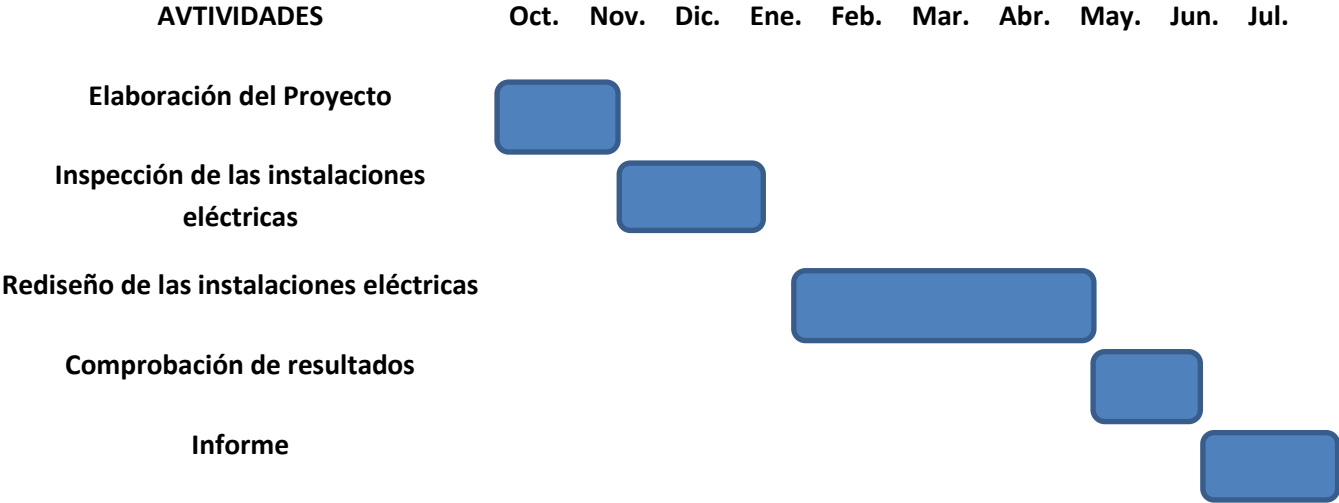 AVTIVIDADES Oct. Nov. Dic. Ene. Feb. Mar. Abr. May. Jun. Jul.
Elaboración del Proyecto
Inspección de las instalaciones
eléctricas
Rediseño de las instalaciones eléctricas
Comprobación de resultados
Informe